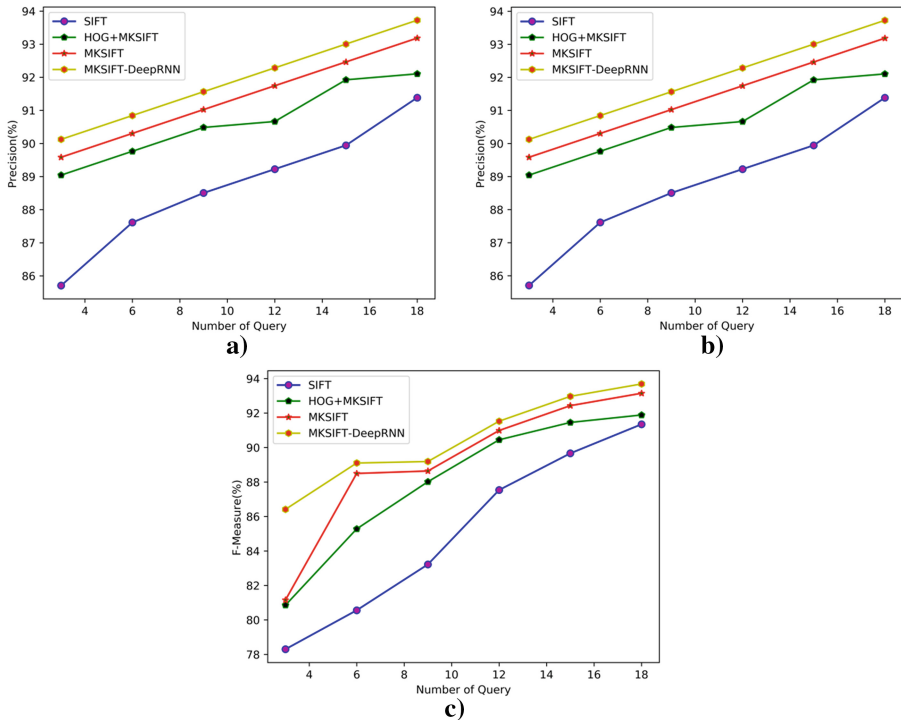 94
93
92
91
90
89
88
87
86
Precision(%)
SIFT
HOG+MKSIFT
MKSIFT
MKSIFT-DeepRNN
4 6 8 10 12 14 16 18
Number of Query
a)
94
93
92
91
90
89
88
87
86
Precision(%)
SIFT
HOG+MKSIFT
MKSIFT
MKSIFT-DeepRNN
4 6 8 10 12 14 16 18
Number of Query
b)
94
92
90
88
86
84
82
80
78
F-Measure(%)
SIFT
HOG+MKSIFT
MKSIFT
MKSIFT-DeepRNN
4 6 8 10 12 14 16 18
Number of Query
c)